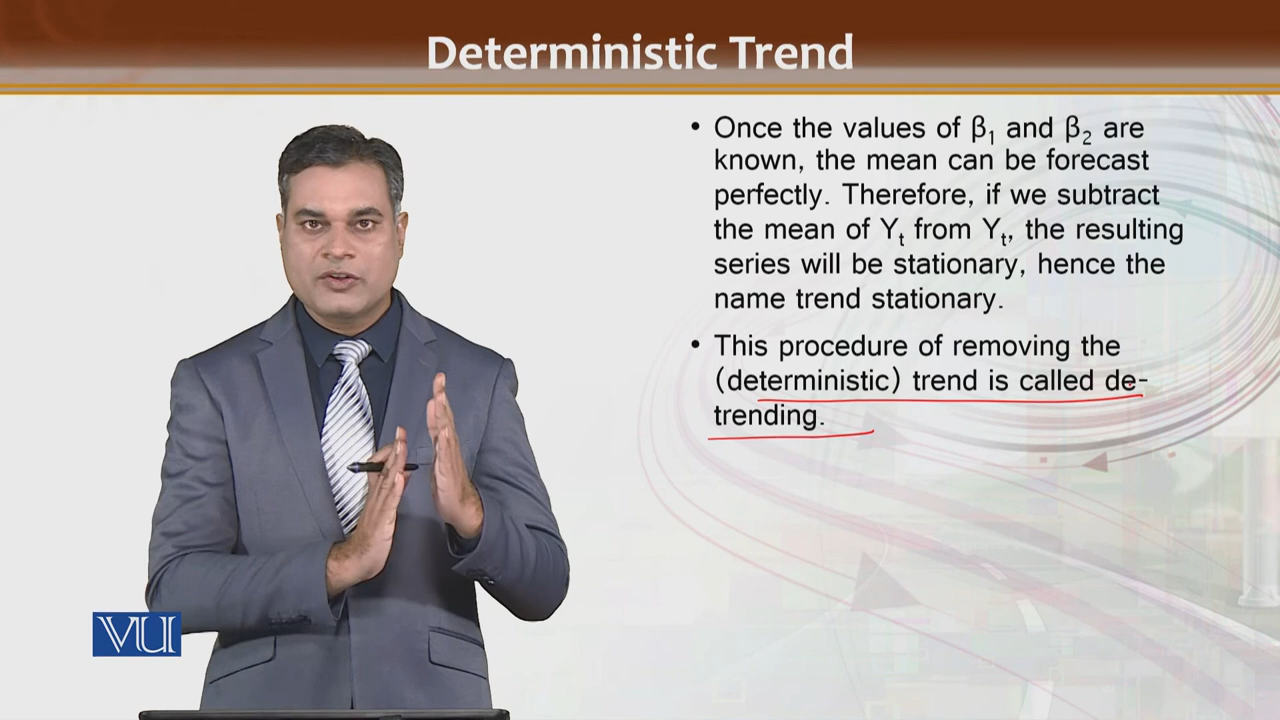 Deterministic Trend
• Once the values of β₁ and β₂ are
known, the mean can be forecast
perfectly. Therefore, if we subtract
the mean of Yₜ from Yₜ, the resulting
series will be stationary, hence the
name trend stationary.
• This procedure of removing the
(deterministic) trend is called de-
trending.
VU